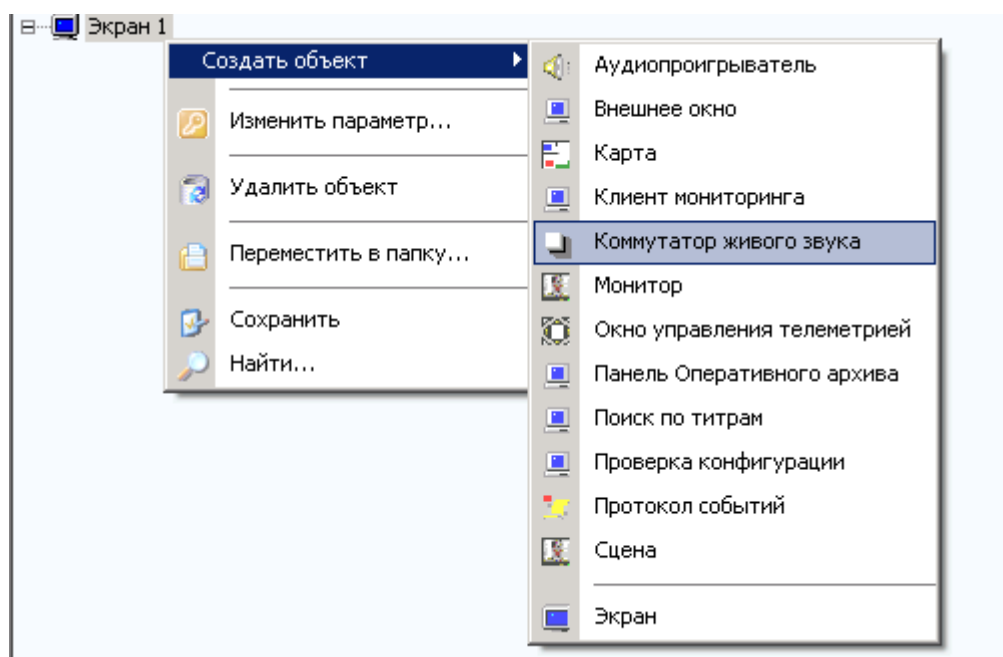 Экран 1
Создать объект
Изменить параметр...
Удалить объект
Переместить в папку...
Сохранить
Найти...
Аудиопроигрыватель
Внешнее окно
Карта
Клиент мониторинга
Коммутатор живого звука
Монитор
Окно управления телеметрией
Панель Оперативного архива
Поиск по титрам
Проверка конфигурации
Протокол событий
Сцена
Экран